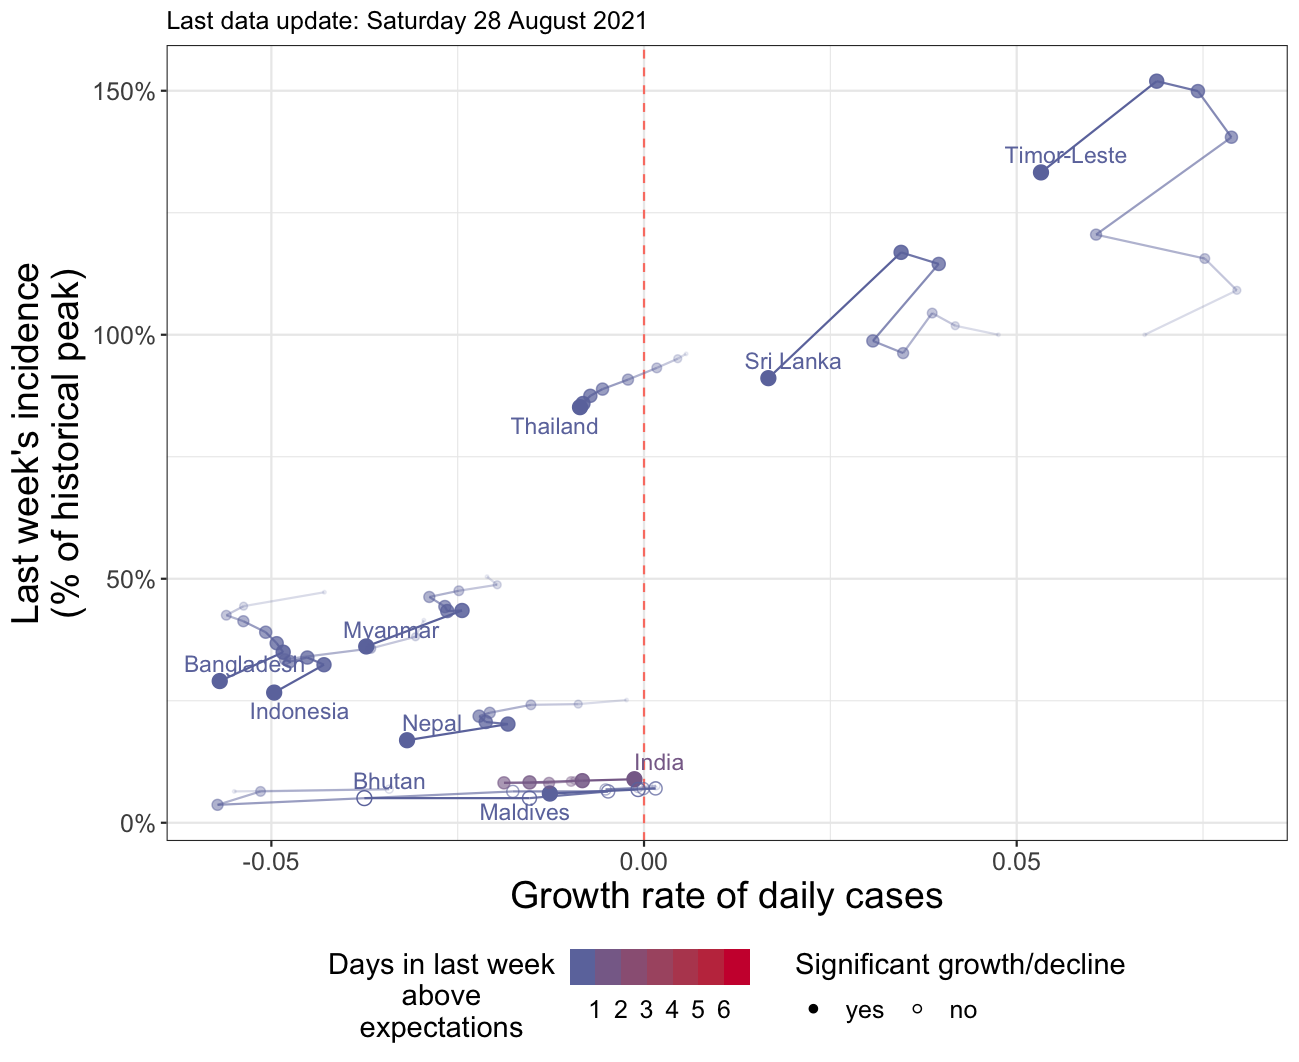 Last data update: Saturday 28 August 2021
Last week's incidence
(% of historical peak)
150%
100%
50%
0%
Timor-Leste
Sri Lanka
Thailand
Myanmar
Bangladesh
Indonesia
Nepal
India
Bhutan
Maldives
-0.05
0.00
0.05
Growth rate of daily cases
Days in last week
above
expectations
1 2 3 4 5 6
Significant growth/decline
yes no